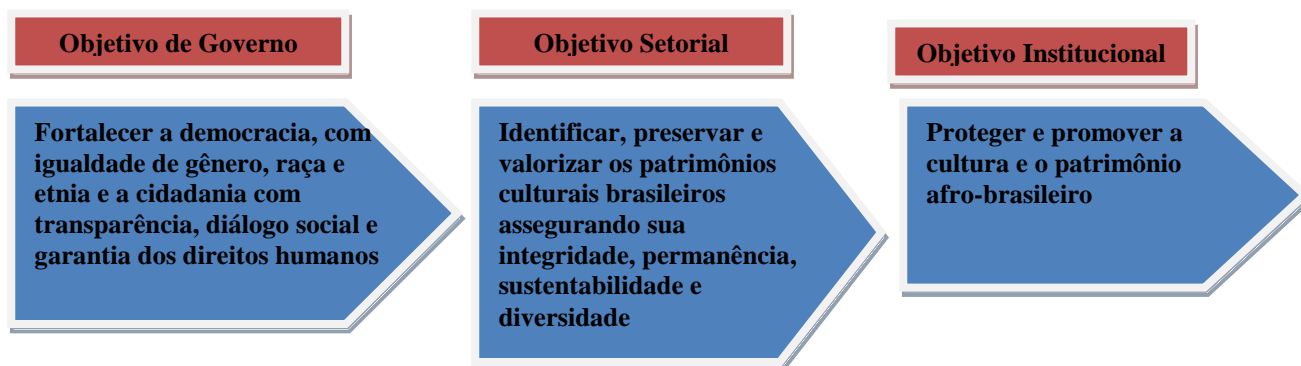 Objetivo de Governo
Fortalecer a democracia, com
igualdade de gênero, raça e
etnia e a cidadania com
transparência, diálogo social e
garantia dos direitos humanos
Objetivo Setorial
Identificar, preservar e
valorizar os patrimônios
culturais brasileiros
assegurando sua
integridade, permanência,
sustentabilidade e
diversidade
Objetivo Institucional
Proteger e promover a
cultura e o patrimônio
afro-brasileiro